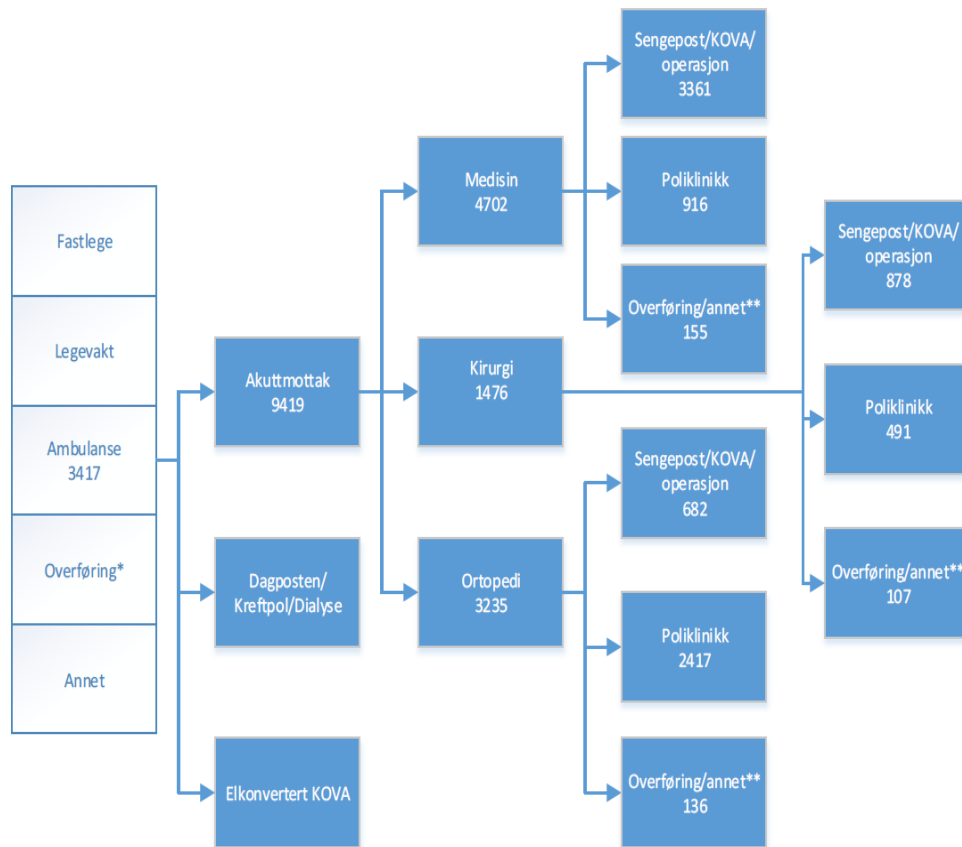 Fastlege
Legevakt
Ambulanse
3417
Overføring*
Annet
Akuttmottak
9419
Dagposten/
Kreftpol/Dialyse
Elkonvertert KOVA
Medisin
4702
Kirurgi
1476
Ortopedi
3235
Sengepost/KOVA/
operasjon
3361
Poliklinikk
916
Overføring/annet**
155
Sengepost/KOVA/
operasjon
682
Poliklinikk
2417
Overføring/annet**
136
Sengepost/KOVA/
operasjon
878
Poliklinikk
491
Overføring/annet**
107